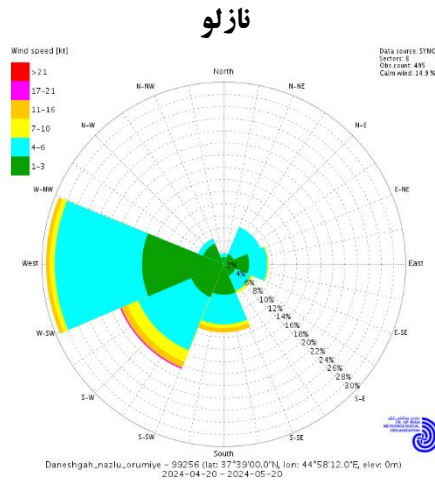 نازلو
Wind speed [kt]
>21
17-21
11-16
7-10
4-6
1-3
Data source: SYNO
Sectors: 8
Obs.count: 495
Calm wind: 14.9 %
North
N-NW
N-NE
N-W
N-E
W-NW
E-NE
West
East
W-SW
E-SE
S-W
S-E
S-SW
S-SE
South
2%
4%
6%
8%
10%
12%
14%
16%
18%
20%
22%
24%
26%
28%
30%
METEOROLOGICAL
ORGANIZATION
Daneshgah_nazlu_orumiye - 99256 (lat: 37°39'00.0"N, lon: 44°58'12.0"E, elev: 0m)
2024-04-20 - 2024-05-20